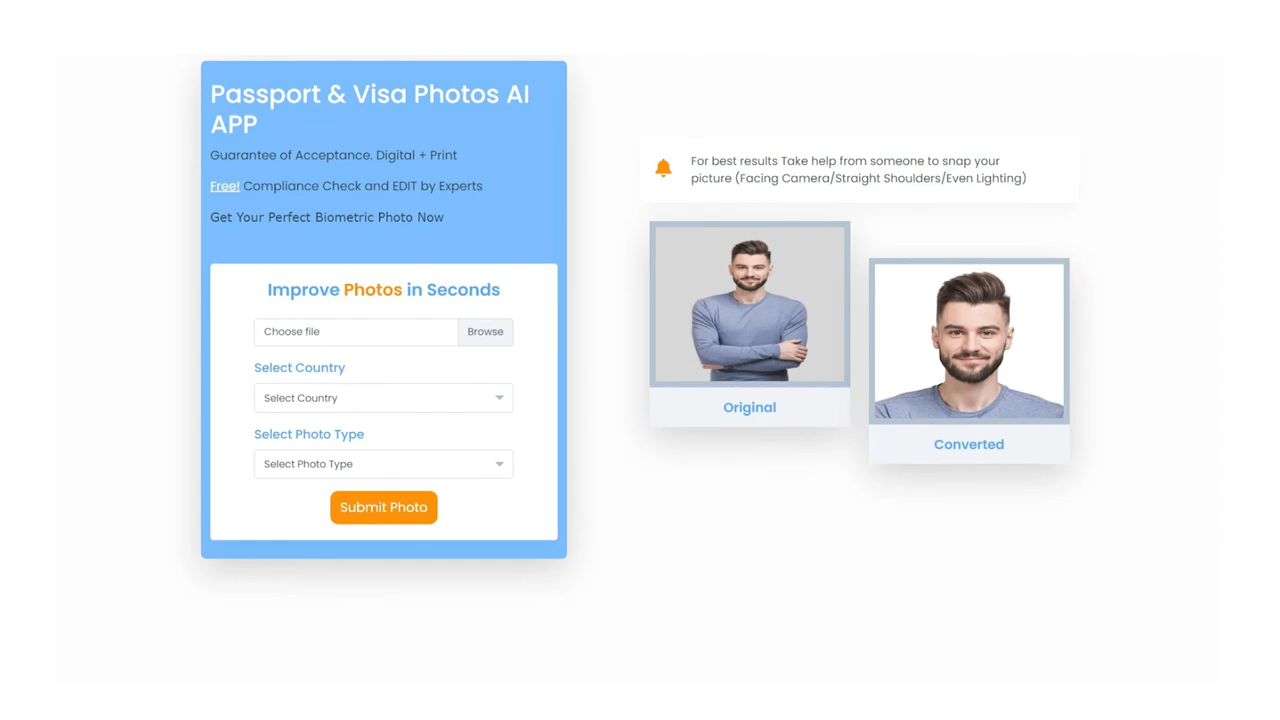 Passport & Visa Photos AI
APP
Guarantee of Acceptance. Digital + Print
Free! Compliance Check and EDIT by Experts
Get Your Perfect Biometric Photo Now
Improve Photos in Seconds
Choose file
Browse
Select Country
Select Country
Select Photo Type
Select Photo Type
Submit Photo
For best results Take help from someone to snap your
picture (Facing Camera/Straight Shoulders/Even Lighting)
Original
Converted